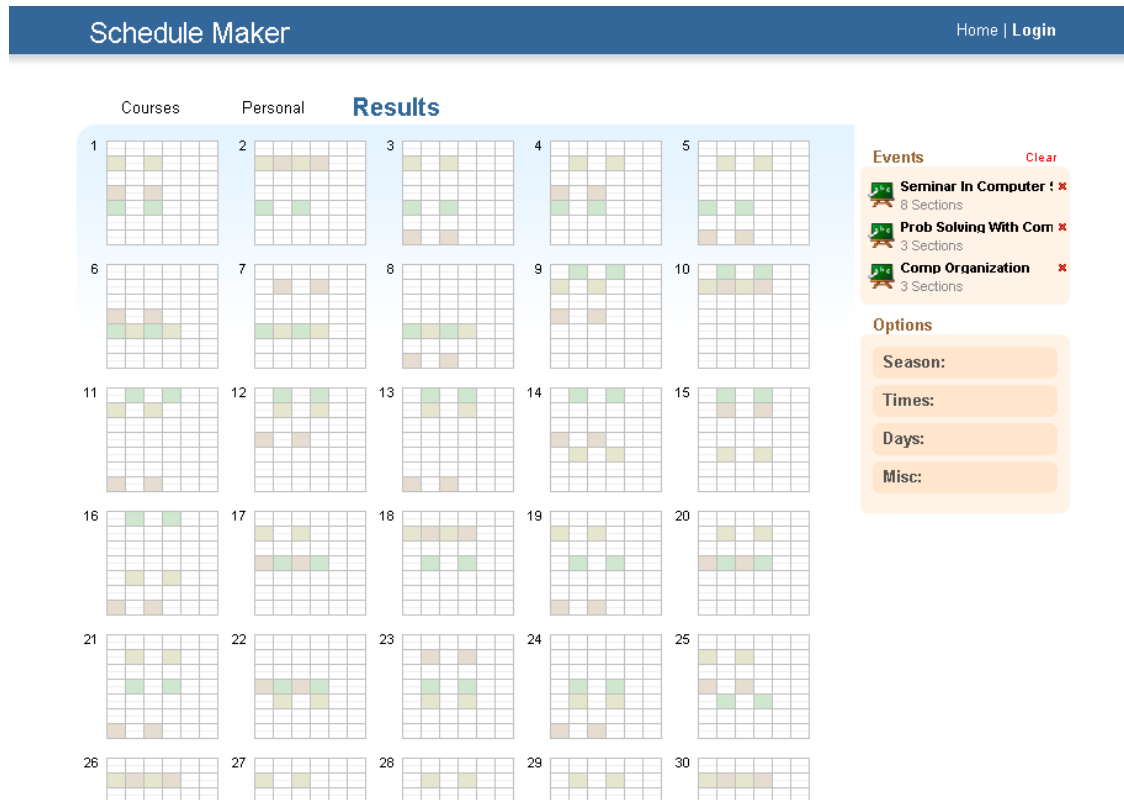 Schedule Maker
Home | Login
Courses Personal Results
1 2 3 4 5
6 7 8 9 10
11 12 13 14 15
16 17 18 19 20
21 22 23 24 25
26 27 28 29 30
Events Clear
Seminar In Computer
8 Sections
Prob Solving With Com
3 Sections
Comp Organization
3 Sections
Options
Season:
Times:
Days:
Misc: